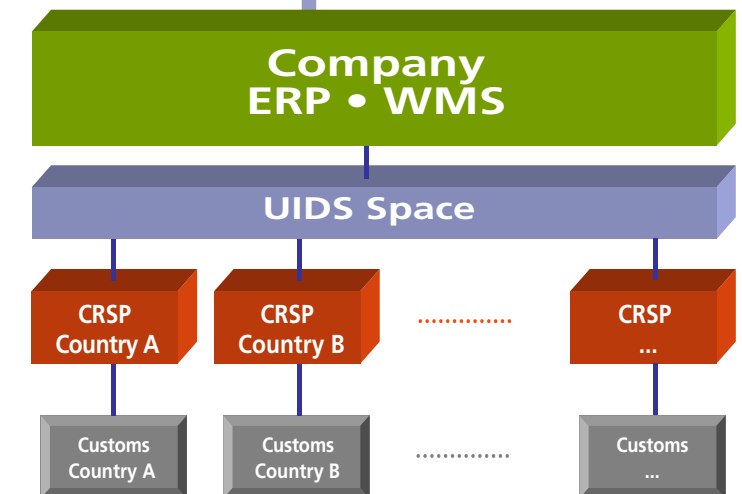 Company
ERP • WMS
UIDS Space
CRSP
Country A
CRSP
Country B
..............
CRSP
...
Customs
Country A
Customs
Country B
..............
Customs
...